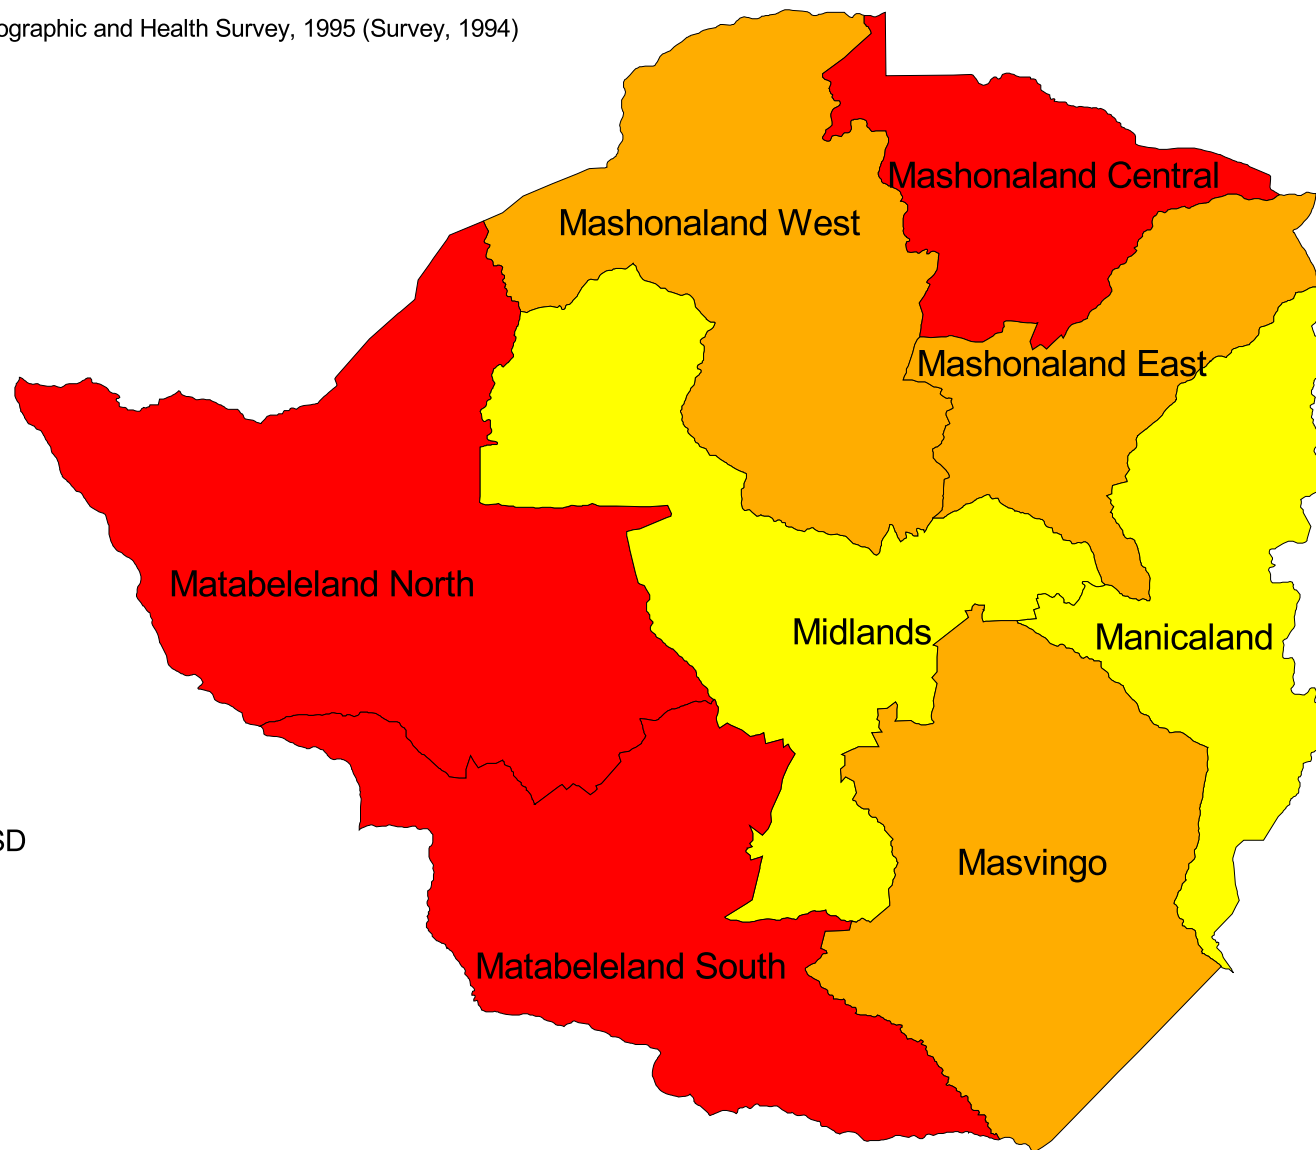 ographic and Health Survey, 1995 (Survey, 1994)
Mashonaland Central
Mashonaland West
Mashonaland East
Matabeleland North
Midlands
Manicaland
SD
Masvingo
Matabeleland South